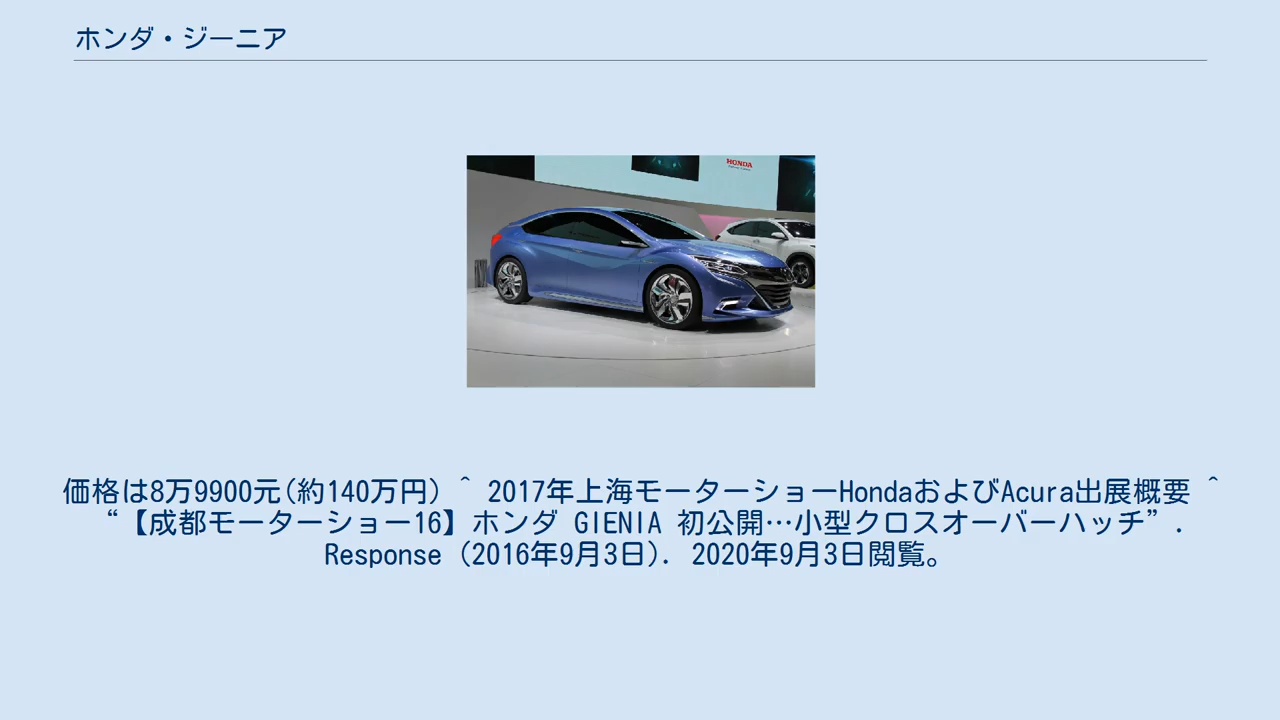 ホンダ・ジーニア
HONDA
価格は8万9900元(約140万円) ^ 2017年上海モーターショーHondaおよびAcura出展概要 ^
“【成都モーターショー16】ホンダ GIENIA 初公開…小型クロスオーバーハッチ”.
Response (2016年9月3日). 2020年9月3日閲覧。